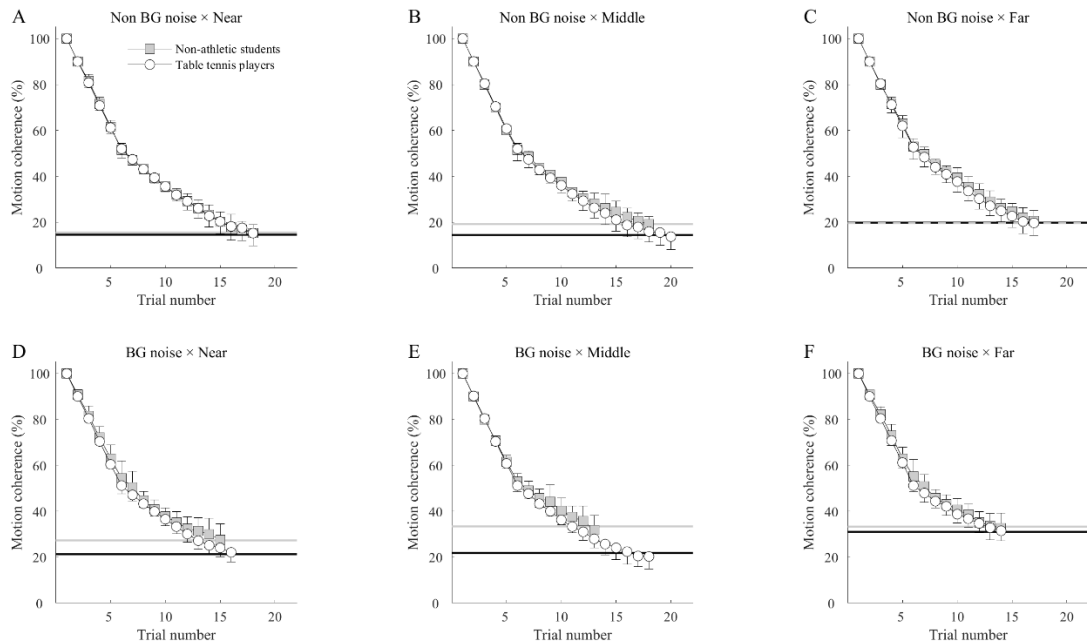 A
Non BG noise × Near
Motion coherence (%)
100
80
60
40
20
0
5
10
15
20
Trial number
Non-athletic students
Table tennis players
B
Non BG noise × Middle
Motion coherence (%)
100
80
60
40
20
0
5
10
15
20
Trial number
C
Non BG noise × Far
Motion coherence (%)
100
80
60
40
20
0
5
10
15
20
Trial number
D
BG noise × Near
Motion coherence (%)
100
80
60
40
20
0
5
10
15
20
Trial number
E
BG noise × Middle
Motion coherence (%)
100
80
60
40
20
0
5
10
15
20
Trial number
F
BG noise × Far
Motion coherence (%)
100
80
60
40
20
0
5
10
15
20
Trial number